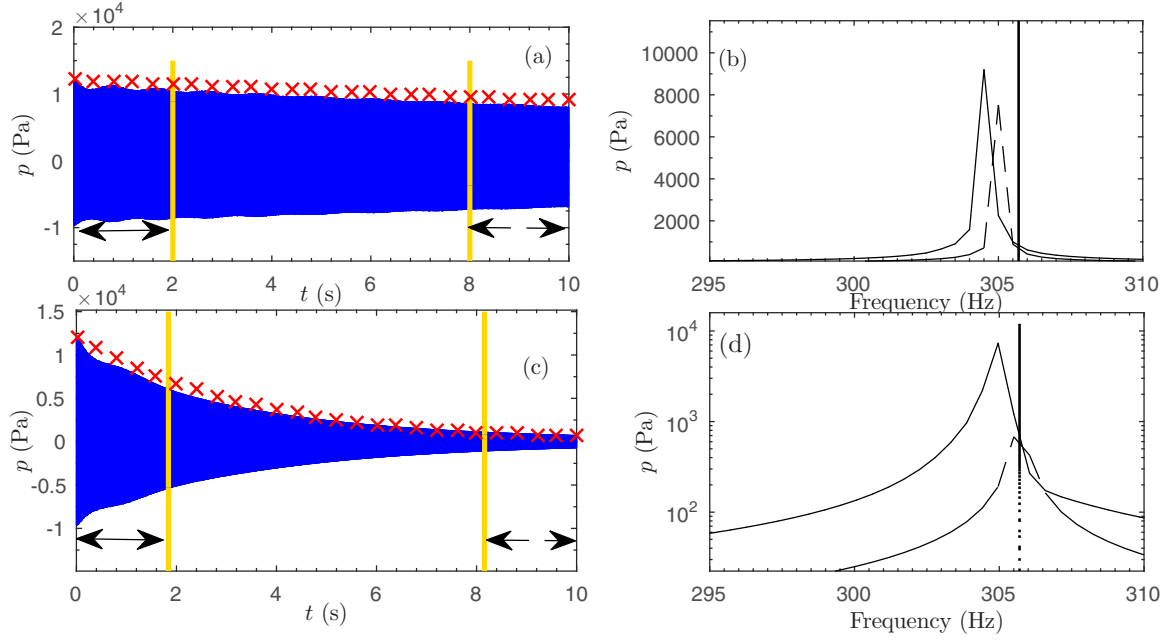 ×10⁴
2
1
0
-1
p (Pa)
(a)
0 2 4 6 8 10
t (s)
10000
8000
6000
4000
2000
p (Pa)
(b)
295 300 305 310
Frequency (Hz)
×10⁴
1.5
1
0.5
0
-0.5
-1
p (Pa)
(c)
0 2 4 6 8 10
t (s)
10⁴
10³
10²
p (Pa)
(d)
295 300 305 310
Frequency (Hz)